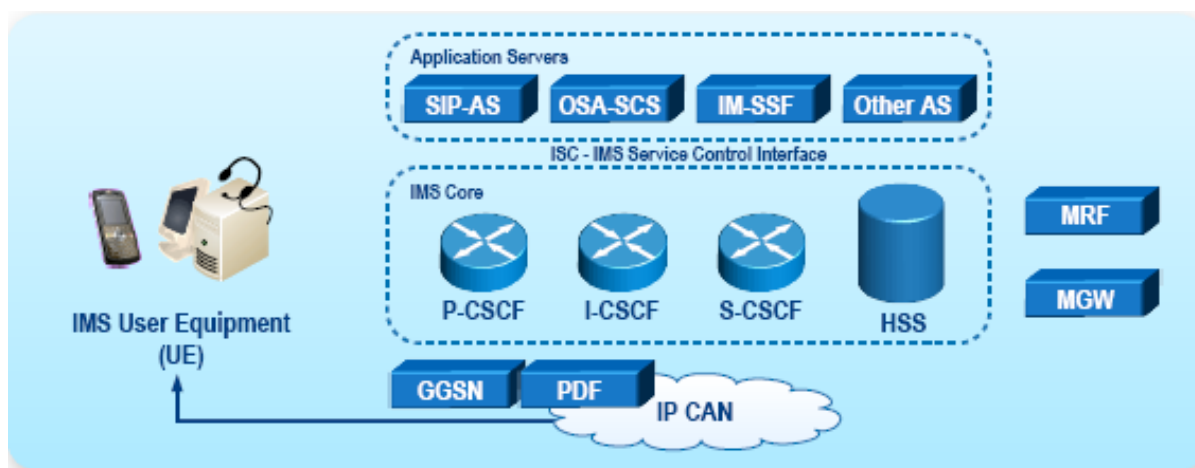 Application Servers
SIP-AS
OSA-SCS
IM-SSF
Other AS
ISC - IMS Service Control Interface
IMS Core
P-CSCF
I-CSCF
S-CSCF
HSS
MRF
MGW
IMS User Equipment
(UE)
GGSN
PDF
IP CAN